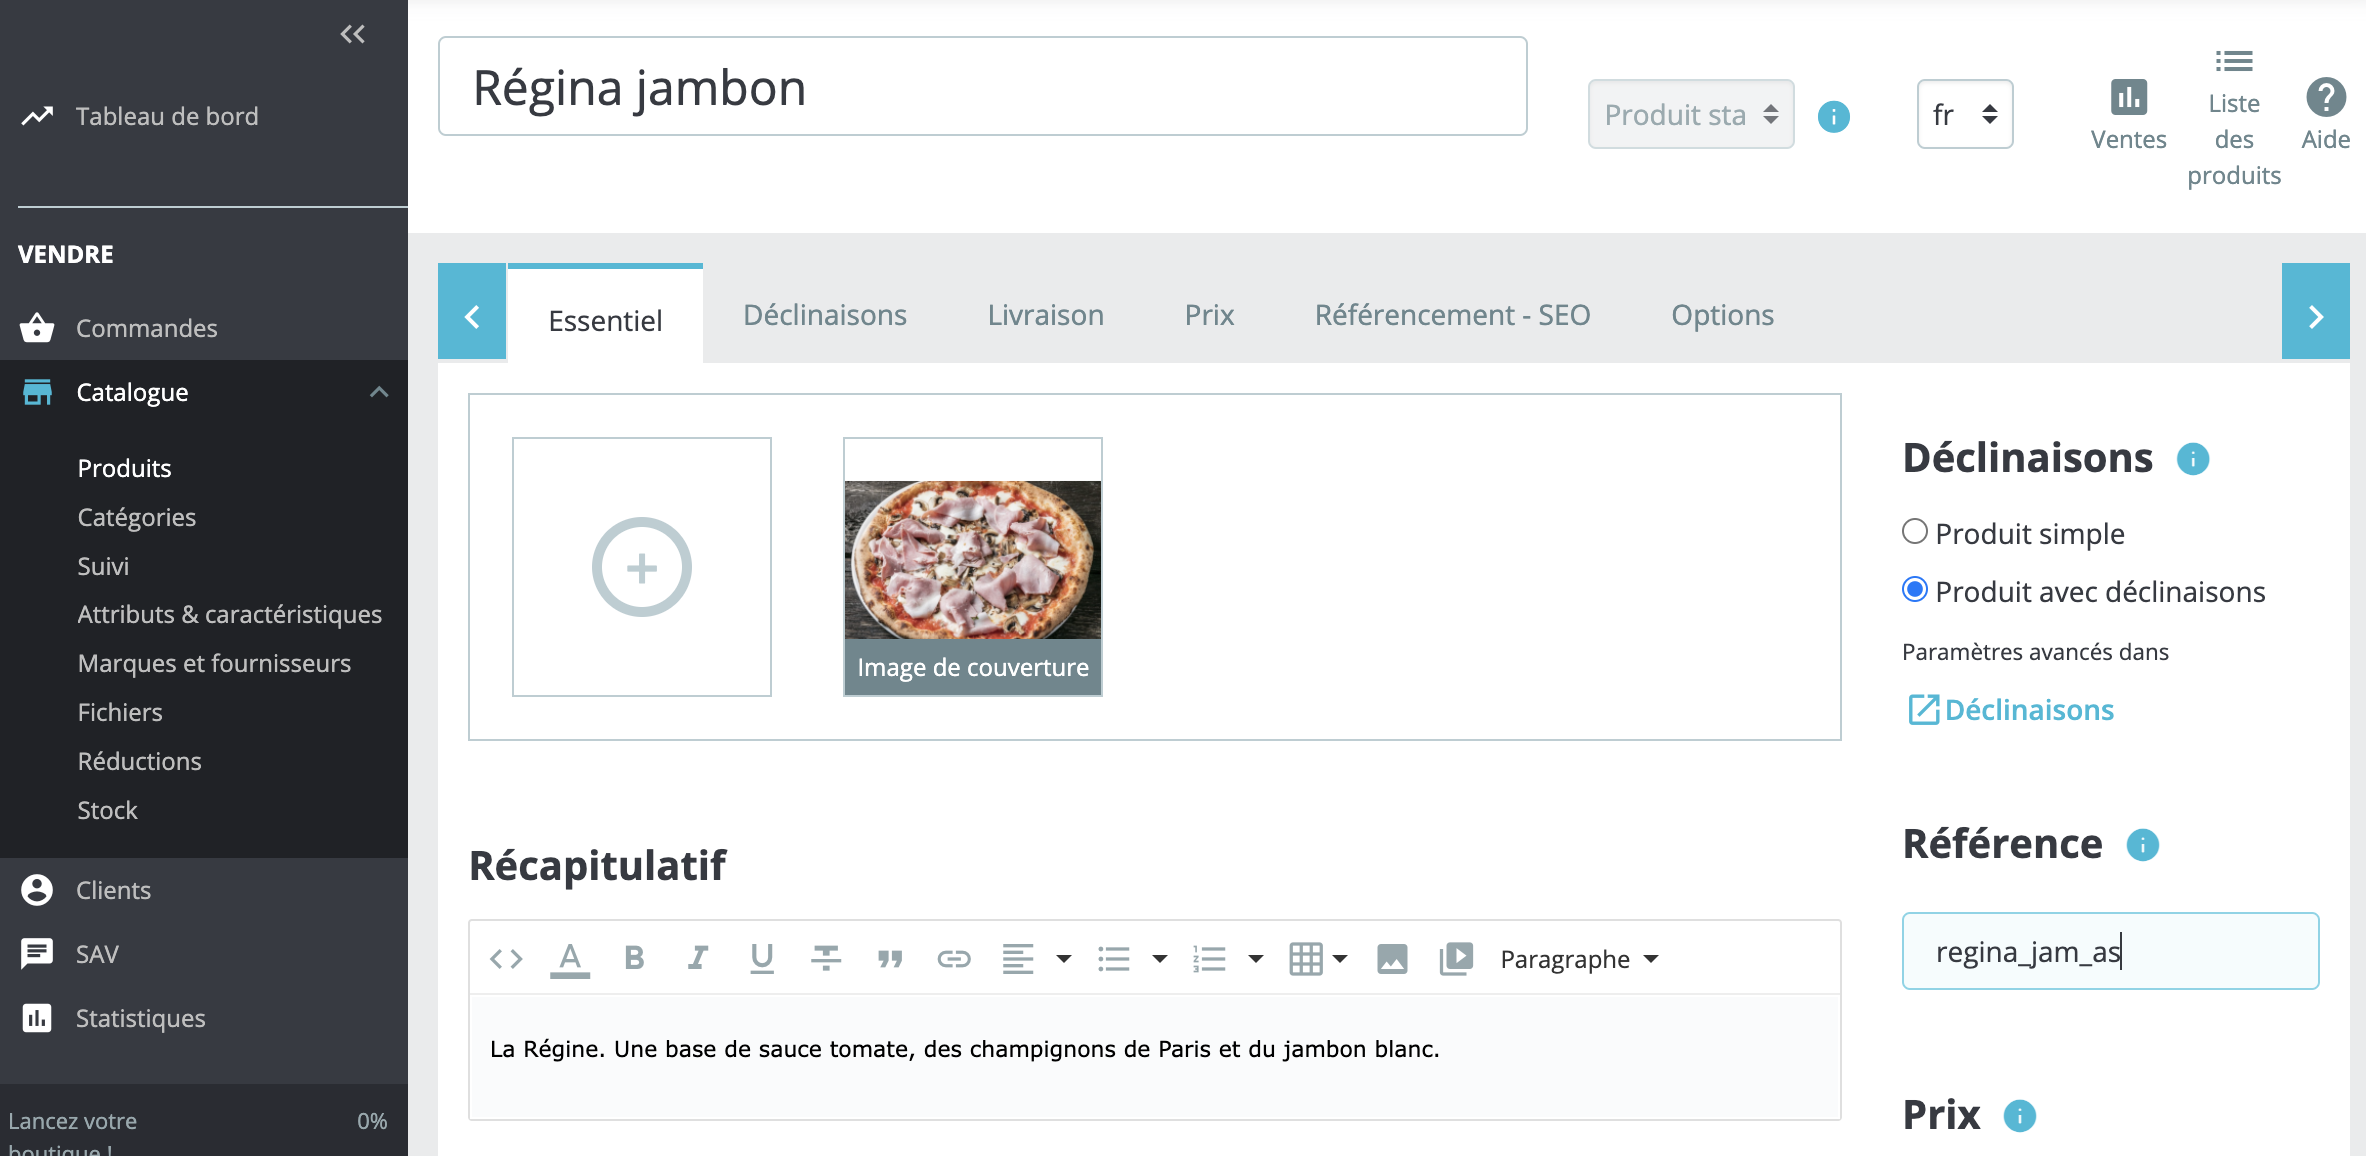 Tableau de bord
VENDRE
Commandes
Catalogue
Produits
Catégories
Suivi
Attributs & caractéristiques
Marques et fournisseurs
Fichiers
Réductions
Stock
Clients
SAV
Statistiques
Lancez votre 0%
boutique !
Régina jambon
Produit sta
fr
Ventes
Liste
des
produits
Aide
Essentiel Déclinaisons Livraison Prix Référencement - SEO Options
Image de couverture
Récapitulatif
Paragraphe
La Régine. Une base de sauce tomate, des champignons de Paris et du jambon blanc.
Déclinaisons
Produit simple
Produit avec déclinaisons
Paramètres avancés dans
Déclinaisons
Référence
regina_jam_as
Prix